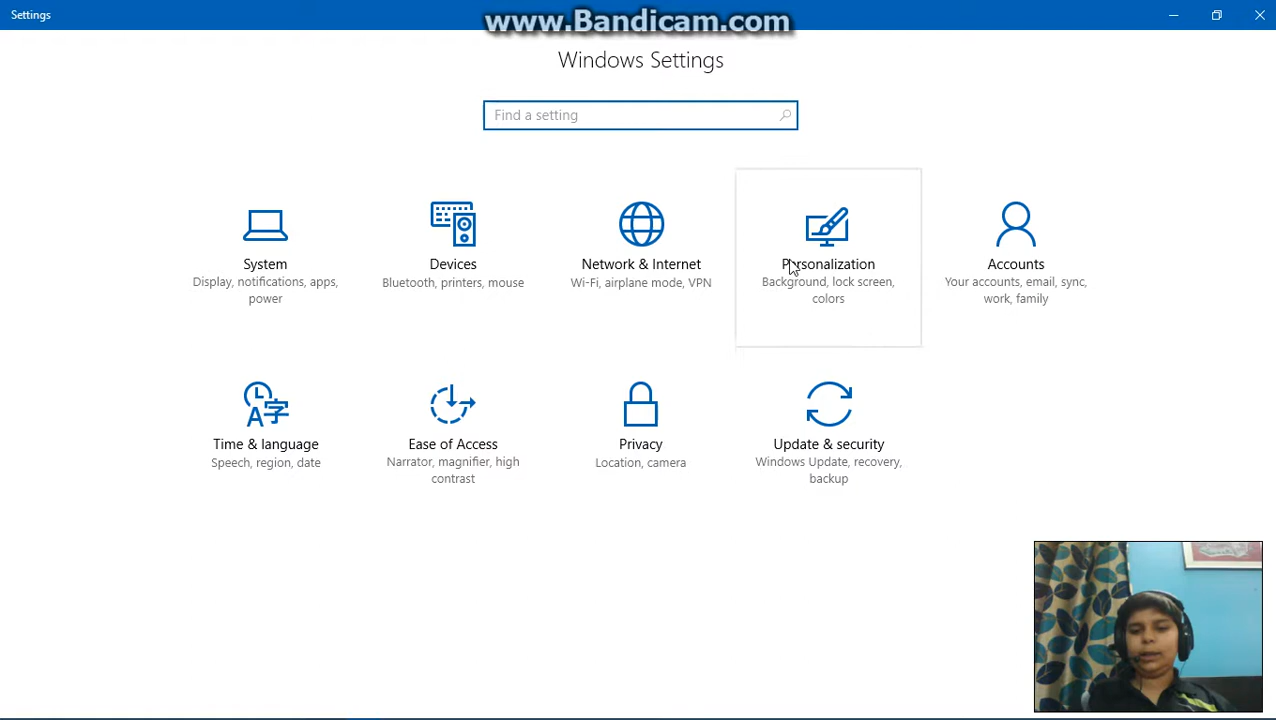 Settings
www.Bandicam.com
Windows Settings
Find a setting
System
Display, notifications, apps,
power
Devices
Bluetooth, printers, mouse
Network & Internet
Wi-Fi, airplane mode, VPN
Personalization
Background, lock screen,
colors
Accounts
Your accounts, email, sync,
work, family
Time & language
Speech, region, date
Ease of Access
Narrator, magnifier, high
contrast
Privacy
Location, camera
Update & security
Windows Update, recovery,
backup